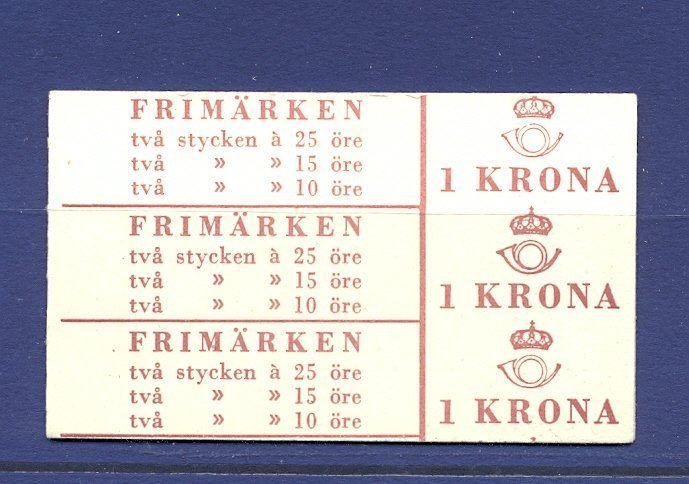 FRIMÄRKEN
två stycken à 25 öre
två » » 15 öre
två » » 10 öre
1 KRONA
FRIMÄRKEN
två stycken à 25 öre
två » » 15 öre
två » » 10 öre
1 KRONA
FRIMÄRKEN
två stycken à 25 öre
två » » 15 öre
två » » 10 öre
1 KRONA